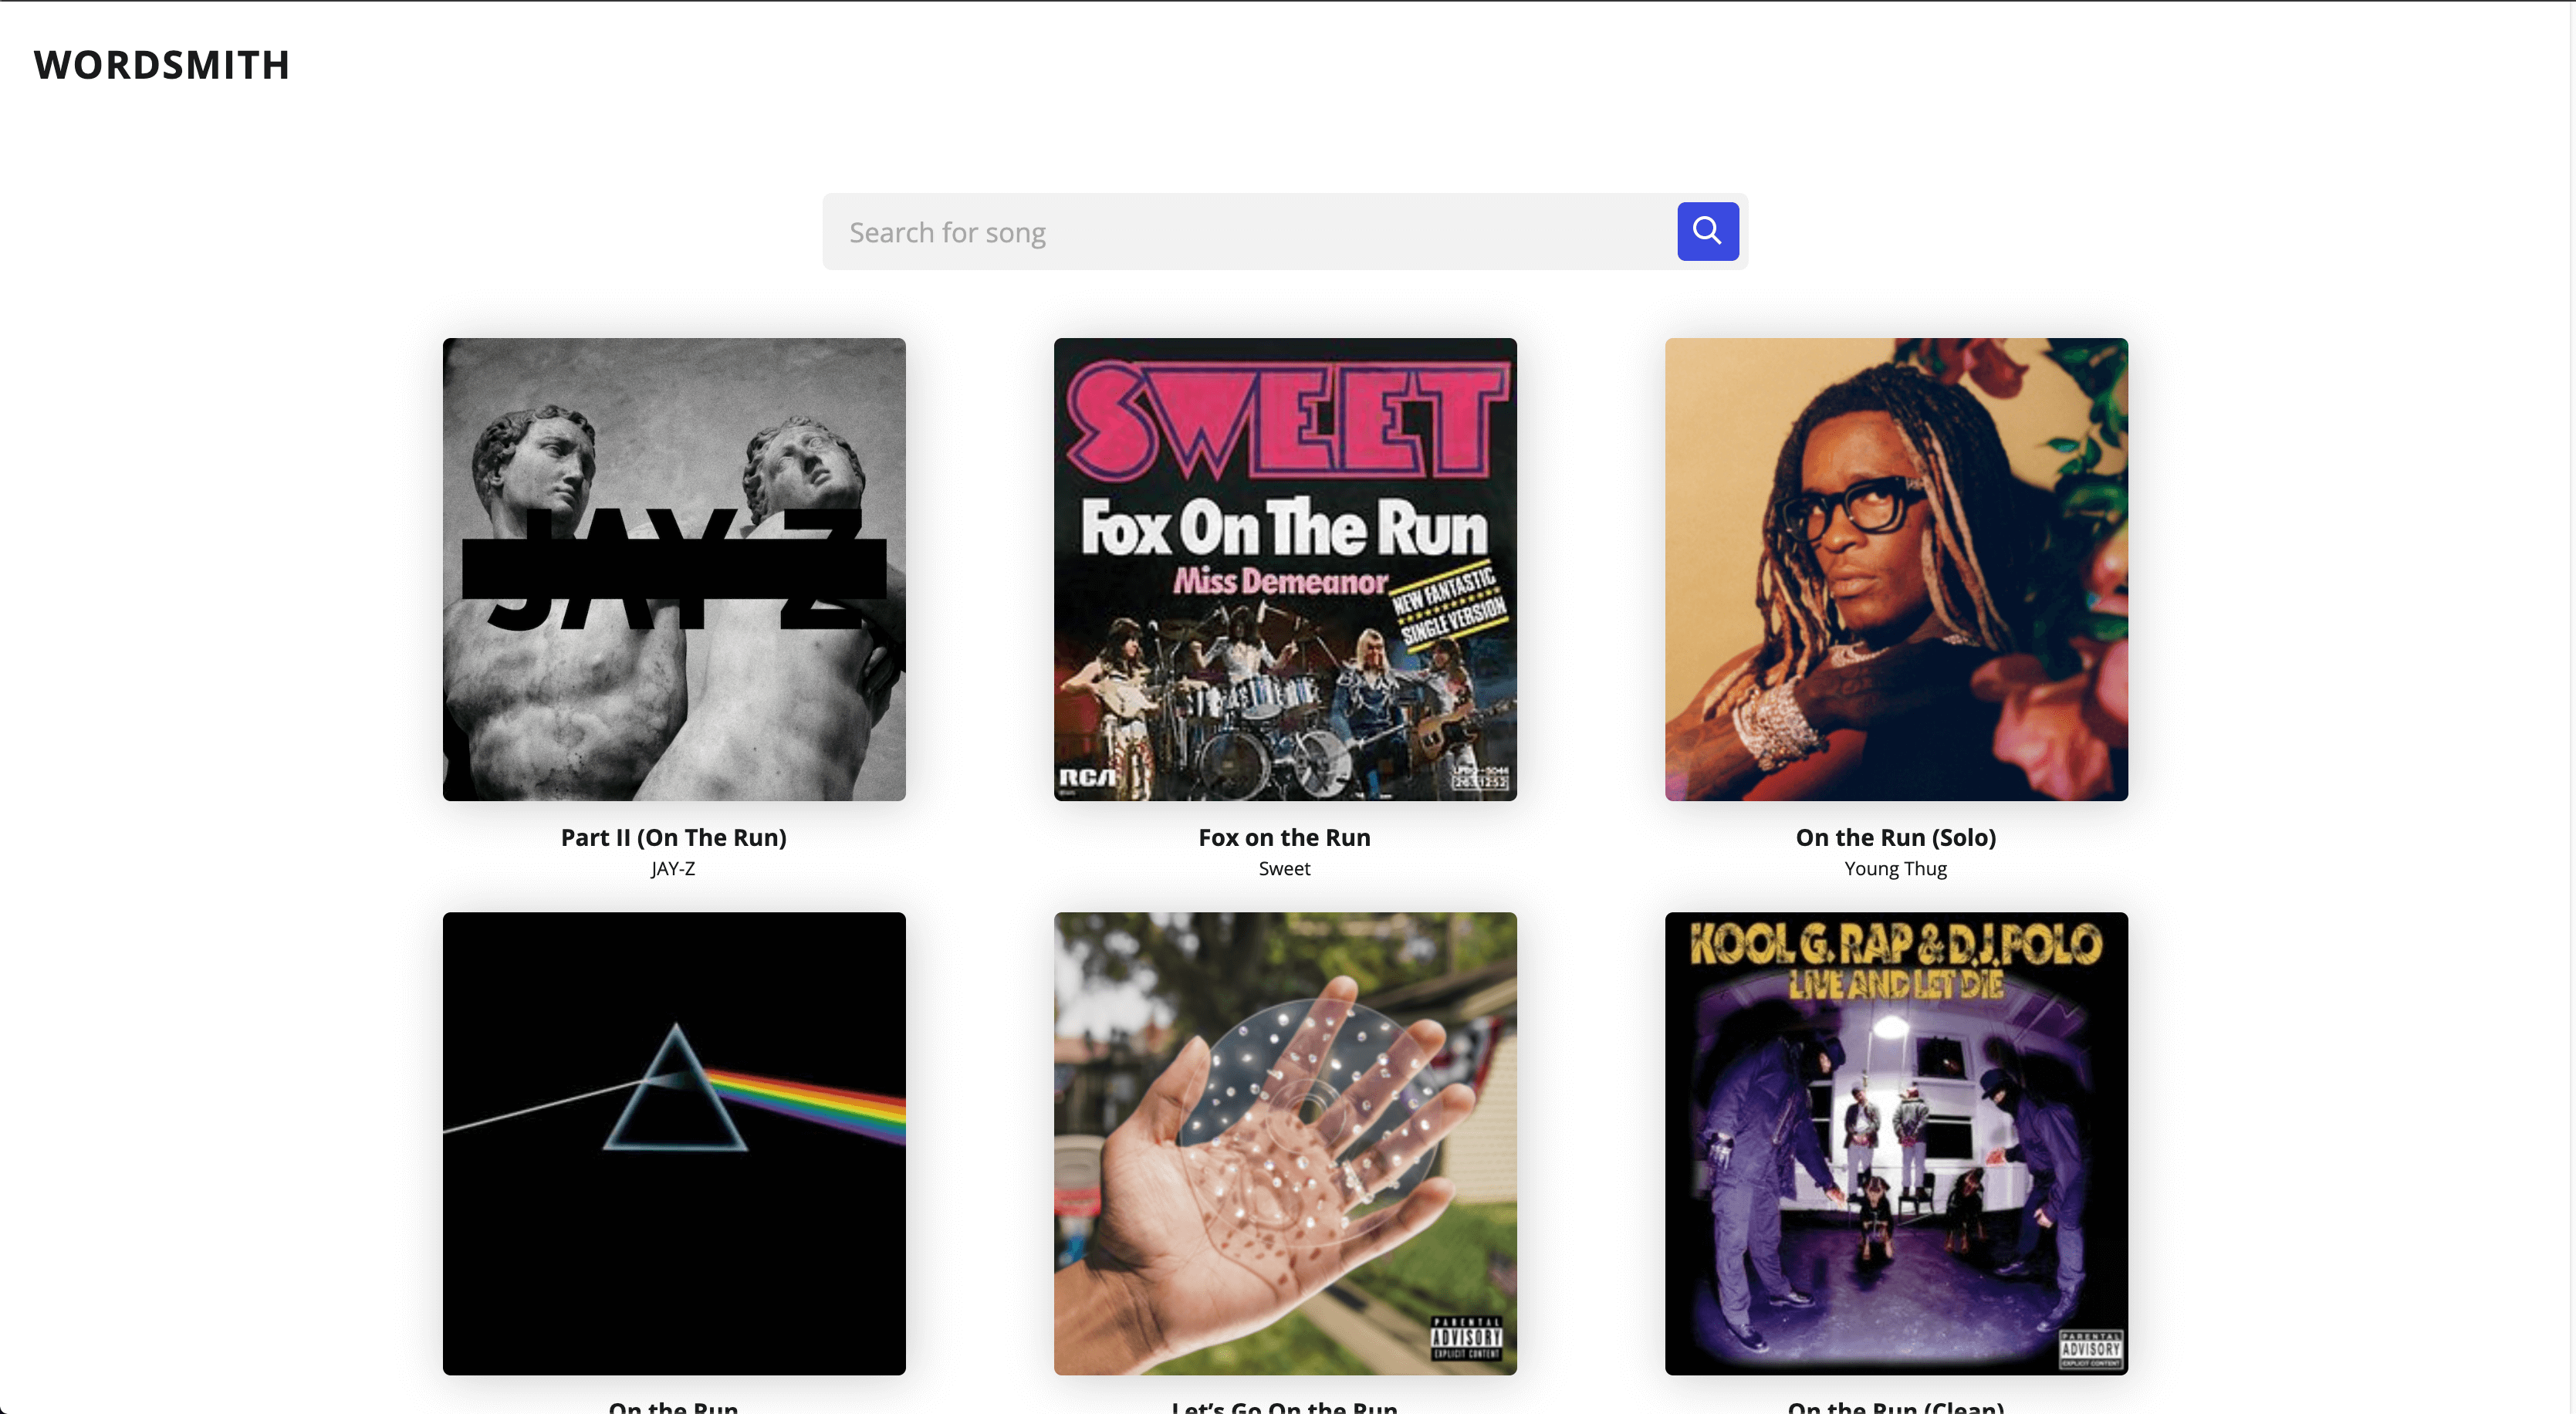 WORDSMITH
Search for song
JAY-Z
SWEET
Fox On The Run
Miss Demeanor
NEW FANTASTIC
SINGLE VERSION
RCA
Part II (On The Run)
JAY-Z
Fox on the Run
Sweet
On the Run (Solo)
Young Thug
PARENTAL
ADVISORY
EXPLICIT CONTENT
KOOL G. RAP & D.J. POLO
LIVE AND LET DIE
PARENTAL
ADVISORY
EXPLICIT CONTENT
On the Run
Let’s Go On the Run
On the Run (Clean)